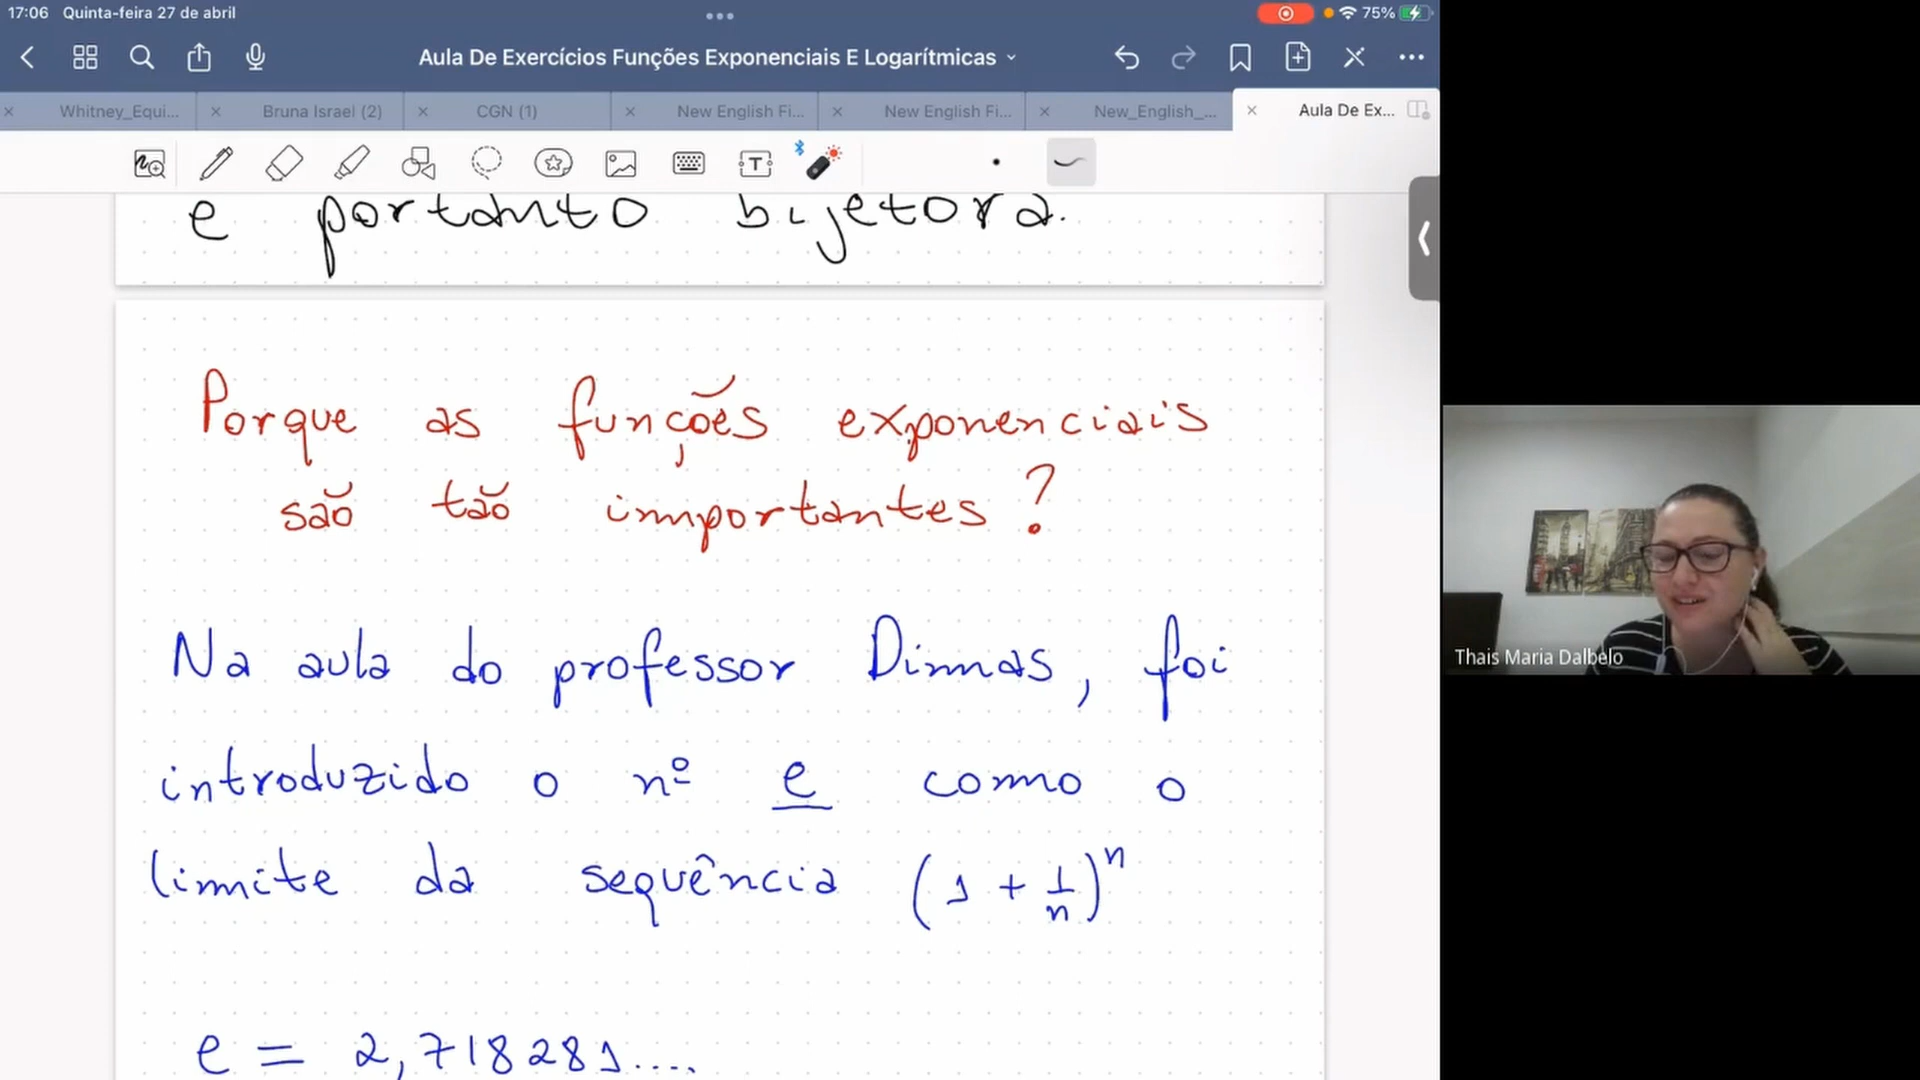 17:06 Quinta-feira 27 de abril
75%
Aula De Exercícios Funções Exponenciais E Logarítmicas
Whitney_Equi...
Bruna Israel (2)
CGN (1)
New English Fi...
New English Fi...
New_English_...
Aula De Ex...
T
e portanto bijetora.
Porque as funções exponenciais
são tão importantes?
Na aula do professor Dimas, foi
introduzido o nº e como o
limite da sequência (1 + 1/n)^n
e = 2,718281....
Thais Maria Dalbelo